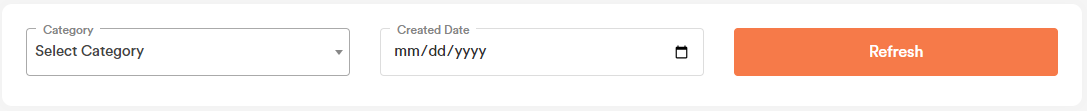 Category
Select Category
Created Date
mm/dd/yyyy
Refresh